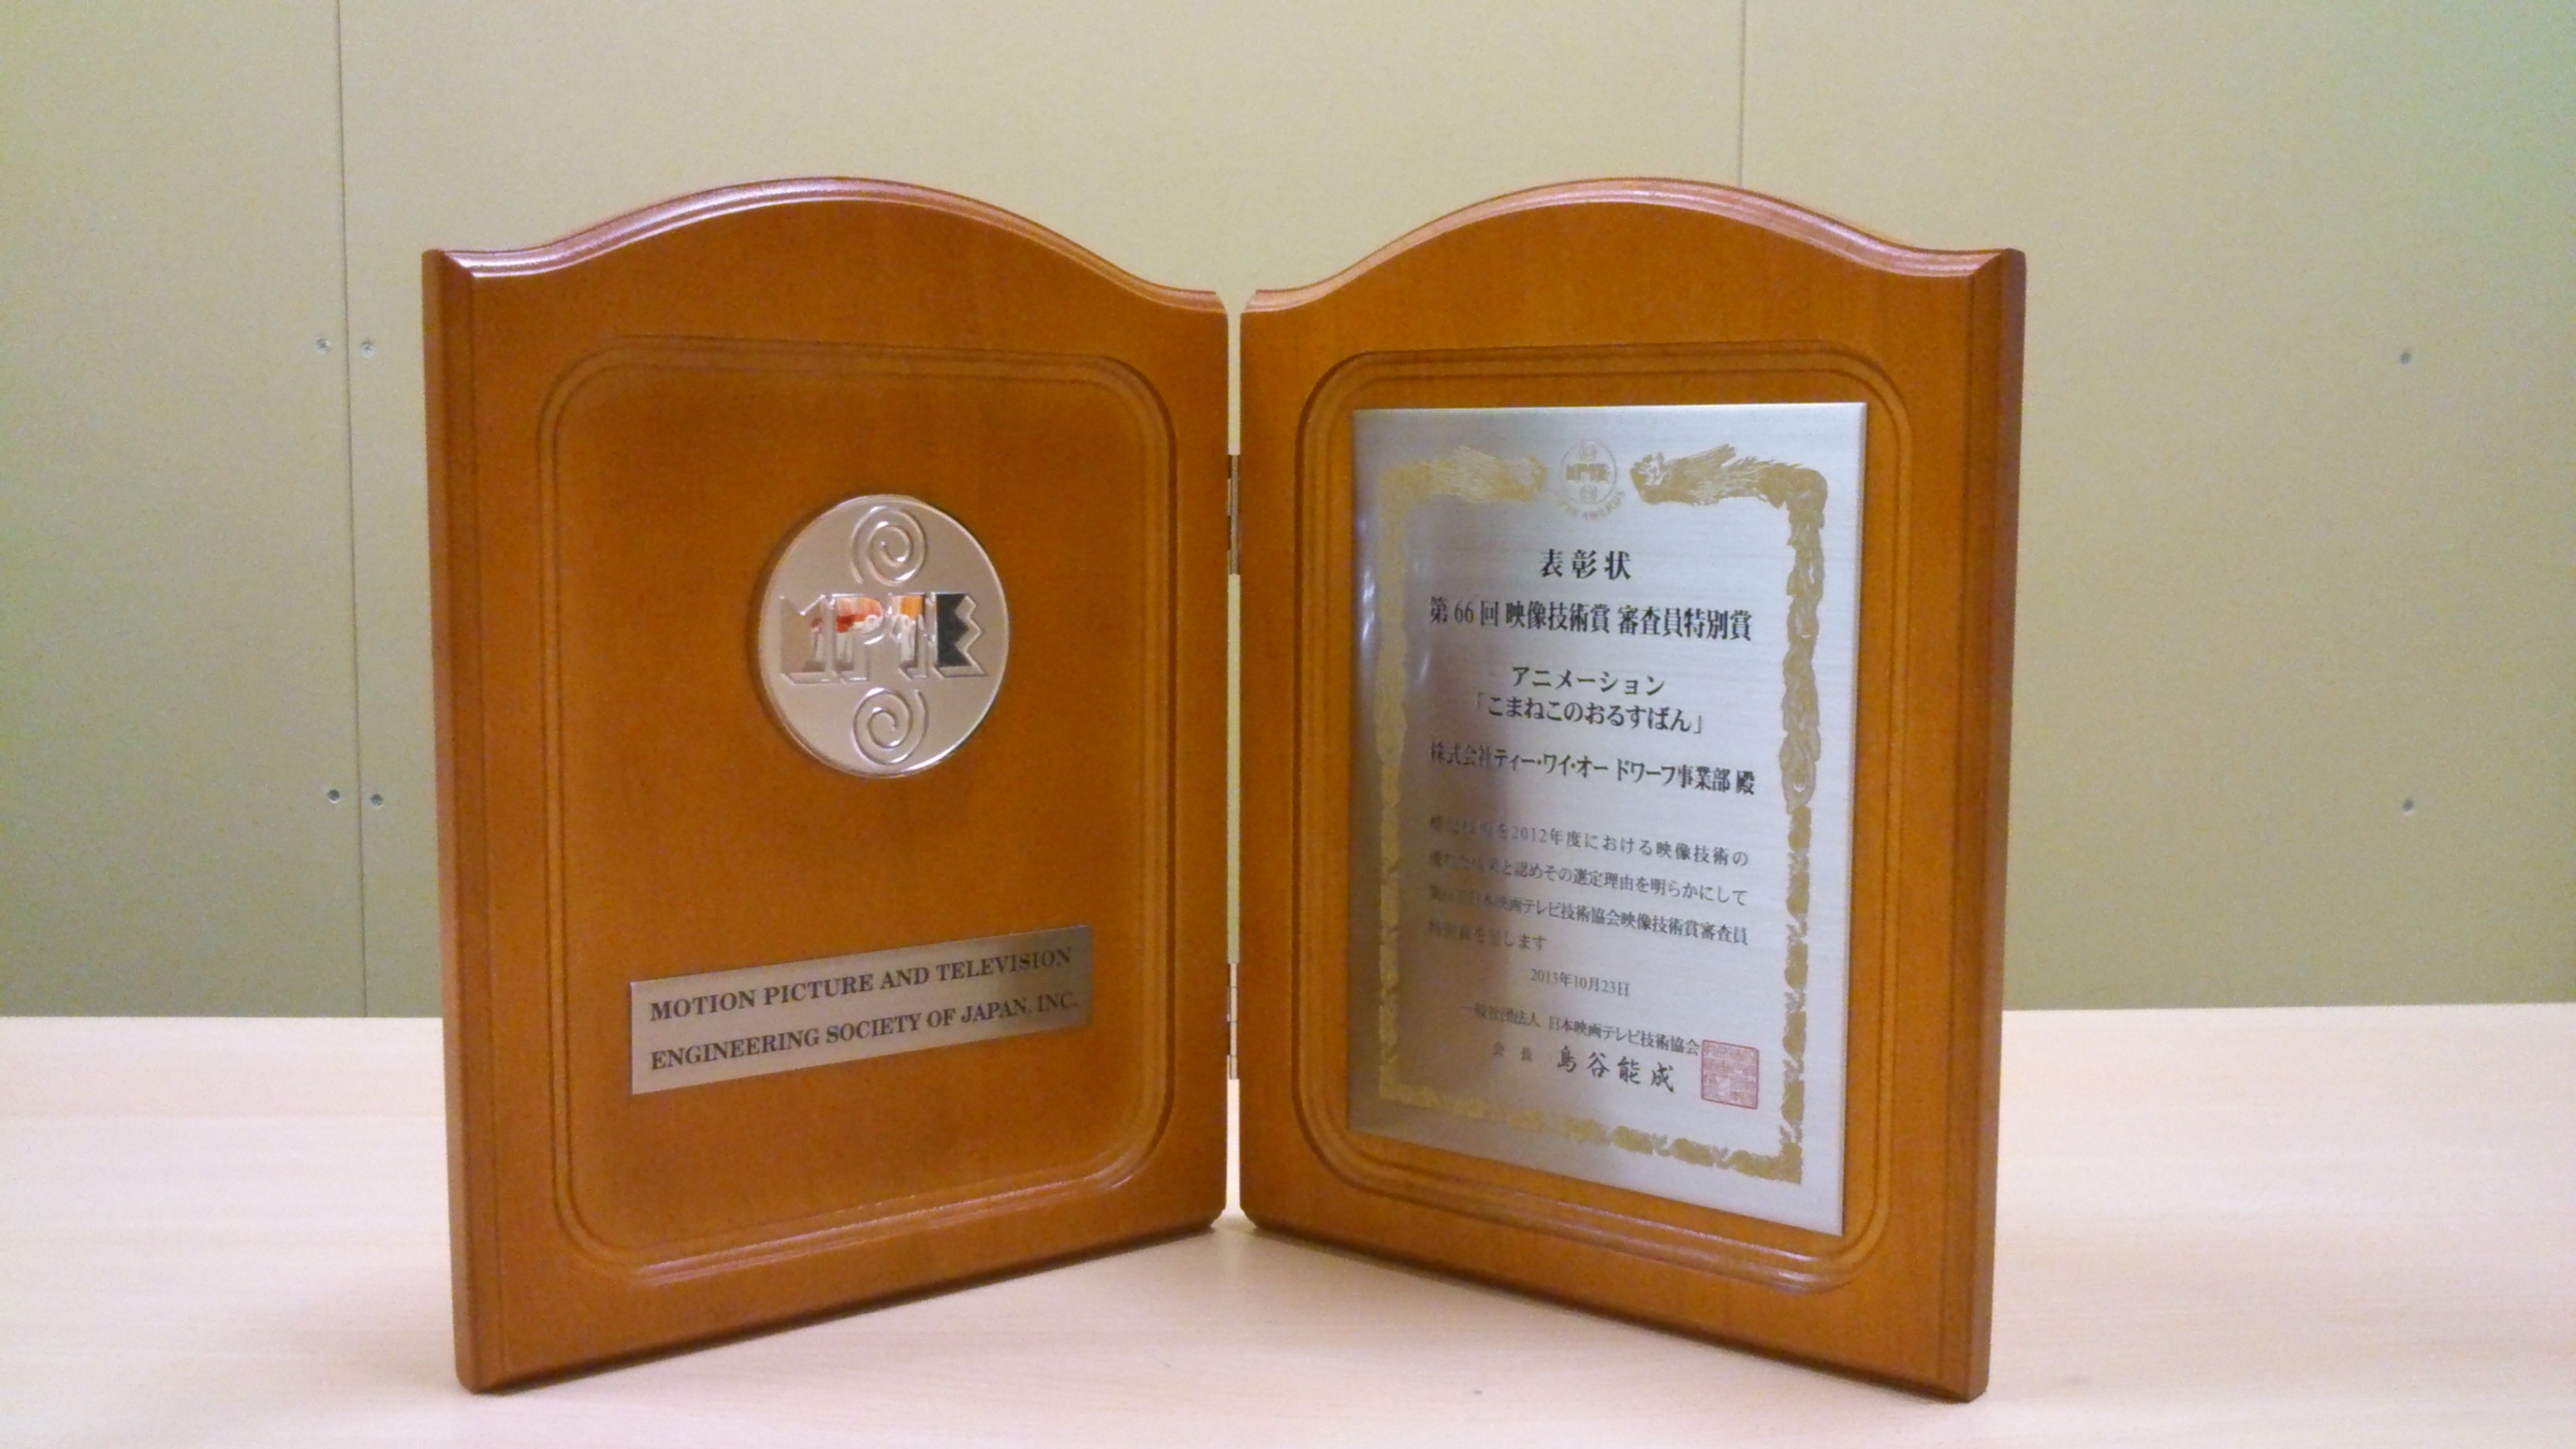 MPTE
MOTION PICTURE AND TELEVISION
ENGINEERING SOCIETY OF JAPAN, INC.
表彰状
第66回 映像技術賞 審査員特別賞
アニメーション
「こまねこのおるすばん」
株式会社ティー・ワイ・オー ドワーフ事業部 殿
を2012年度における映像技術の
と認めその選定理由を明らかにして
日本映画テレビ技術協会映像技術賞審査員
特別賞を呈します
2013年10月23日
一般社団法人 日本映画テレビ技術協会
会長 島谷能成